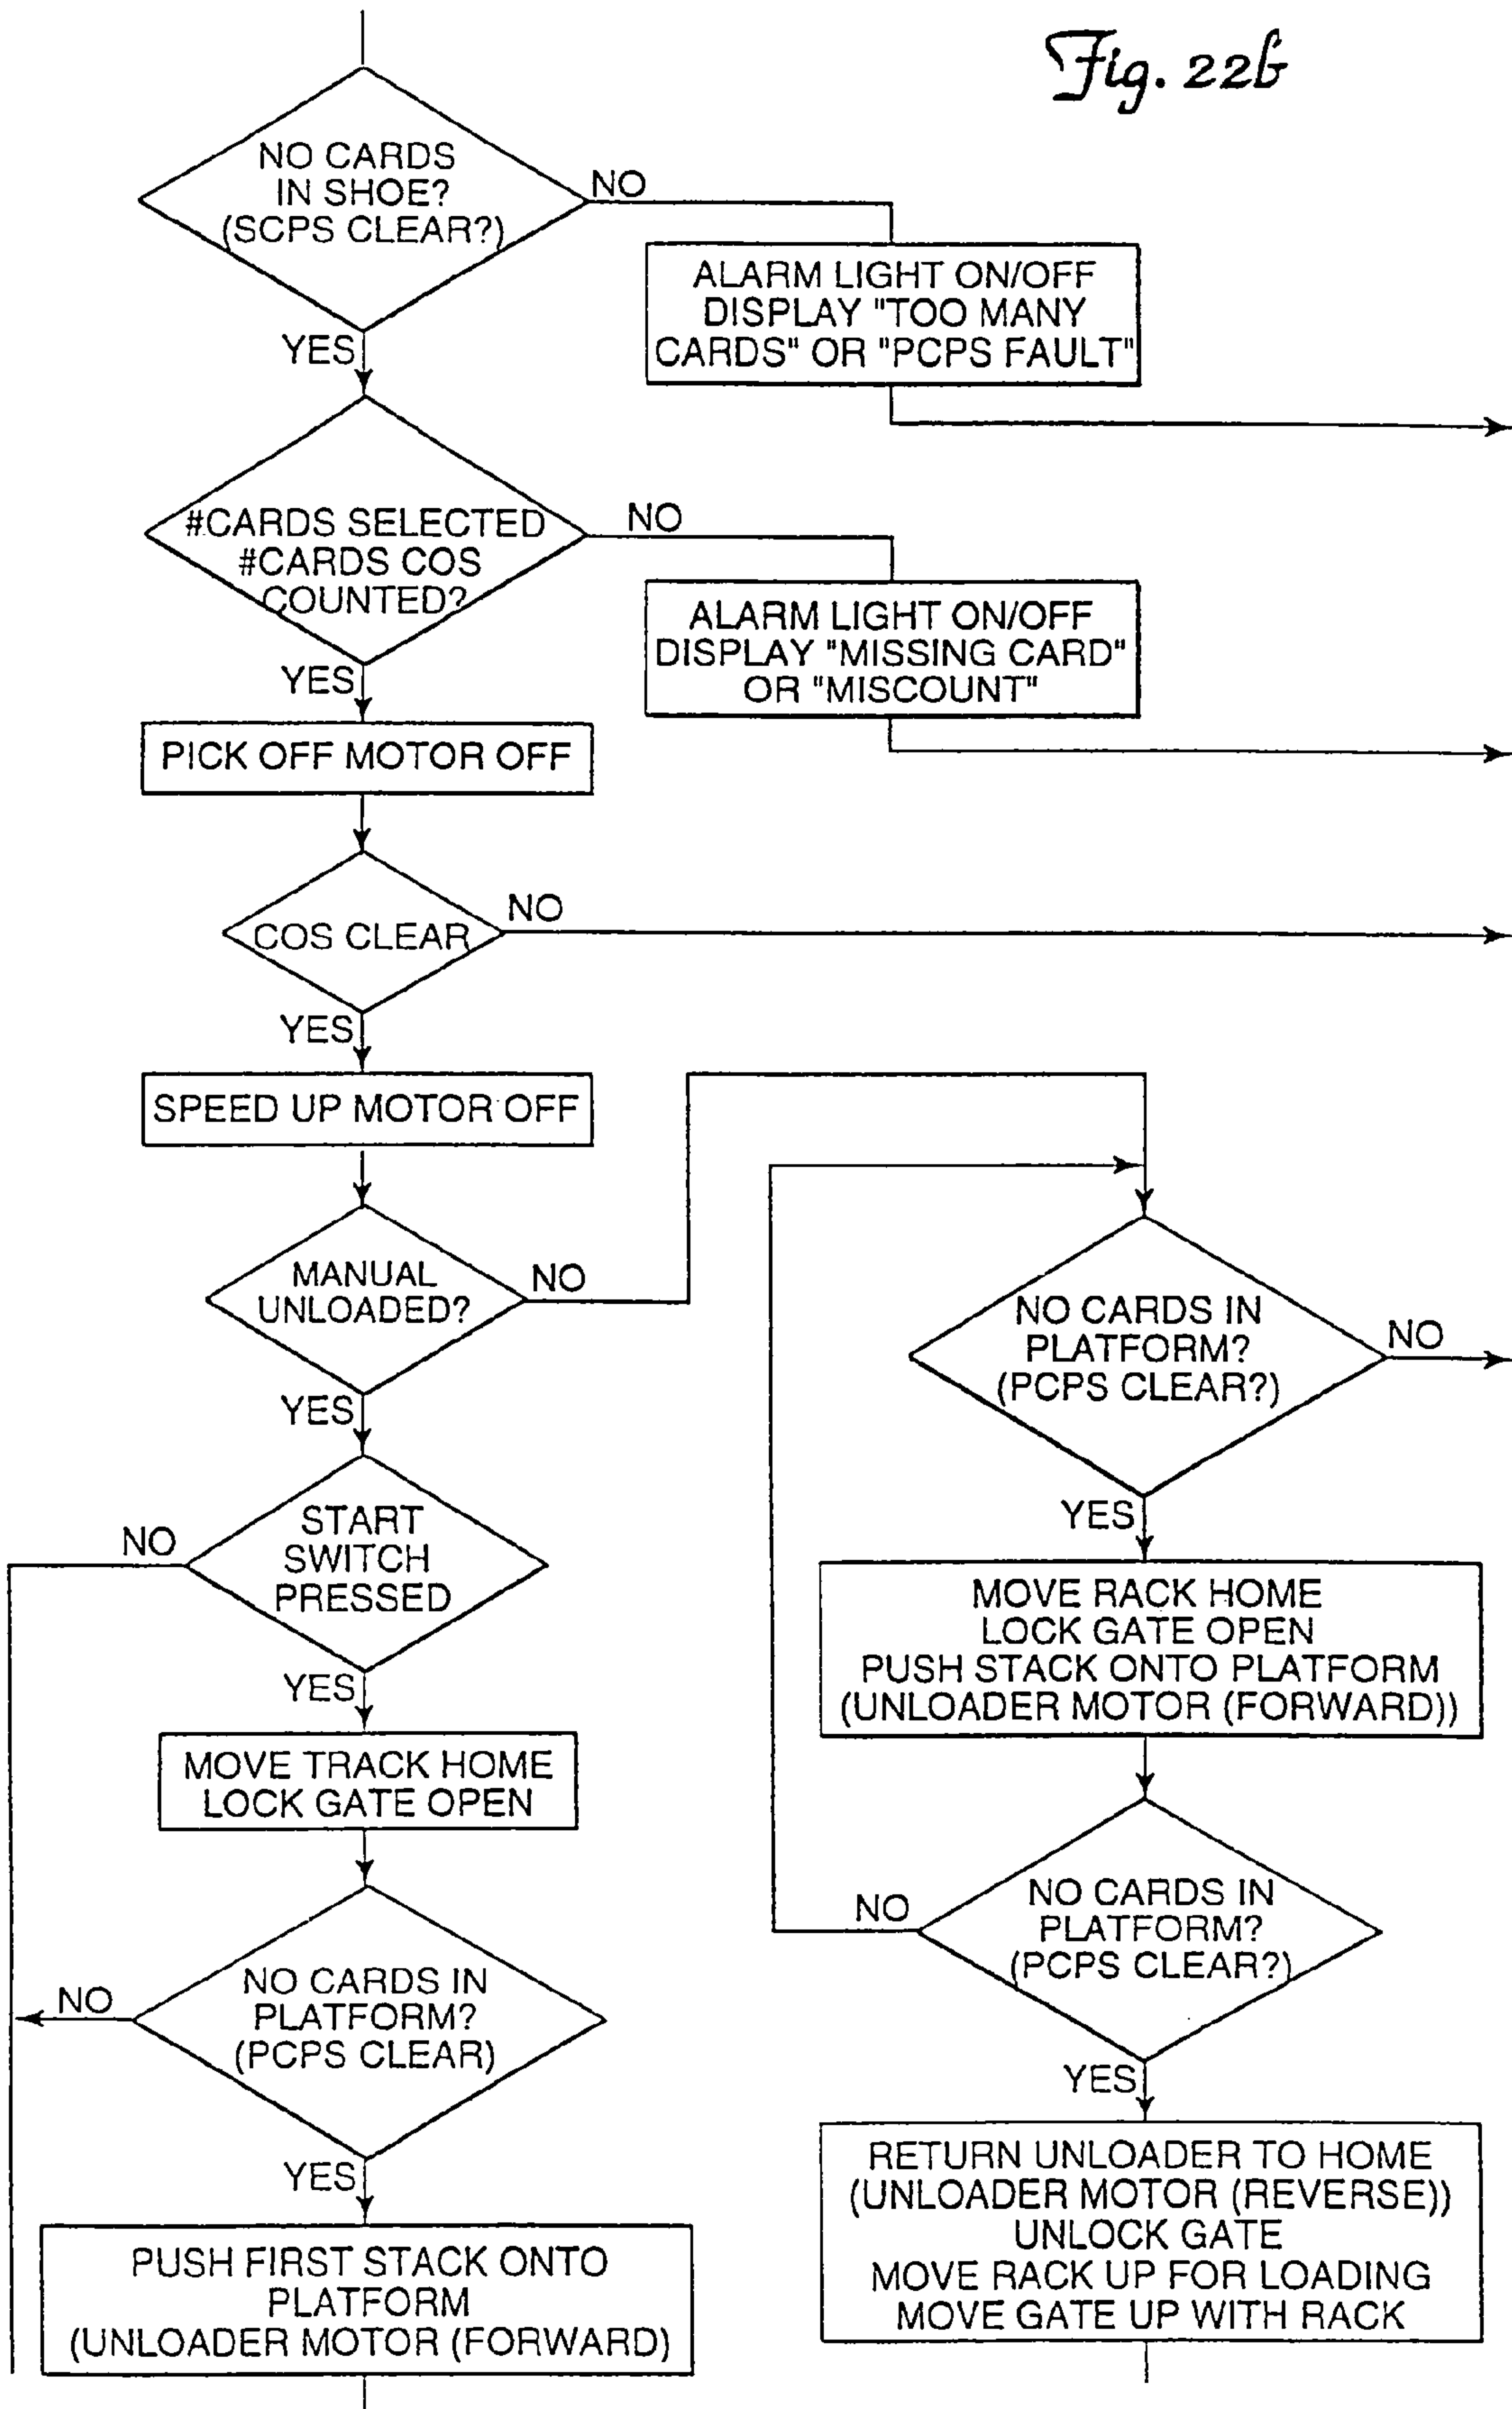 Fig. 22b
NO CARDS
IN SHOE?
(SCPS CLEAR?)
NO
ALARM LIGHT ON/OFF
DISPLAY "TOO MANY
CARDS" OR "PCPS FAULT"
YES
#CARDS SELECTED
#CARDS COS
COUNTED?
NO
ALARM LIGHT ON/OFF
DISPLAY "MISSING CARD"
OR "MISCOUNT"
YES
PICK OFF MOTOR OFF
COS CLEAR
NO
YES
SPEED UP MOTOR OFF
MANUAL
UNLOADED?
NO
YES
START
SWITCH
PRESSED
NO
YES
MOVE TRACK HOME
LOCK GATE OPEN
NO CARDS IN
PLATFORM?
(PCPS CLEAR)
NO
YES
PUSH FIRST STACK ONTO
PLATFORM
(UNLOADER MOTOR (FORWARD)
NO CARDS IN
PLATFORM?
(PCPS CLEAR?)
NO
YES
MOVE RACK HOME
LOCK GATE OPEN
PUSH STACK ONTO PLATFORM
(UNLOADER MOTOR (FORWARD))
NO CARDS IN
PLATFORM?
(PCPS CLEAR?)
NO
YES
RETURN UNLOADER TO HOME
(UNLOADER MOTOR (REVERSE))
UNLOCK GATE
MOVE RACK UP FOR LOADING
MOVE GATE UP WITH RACK